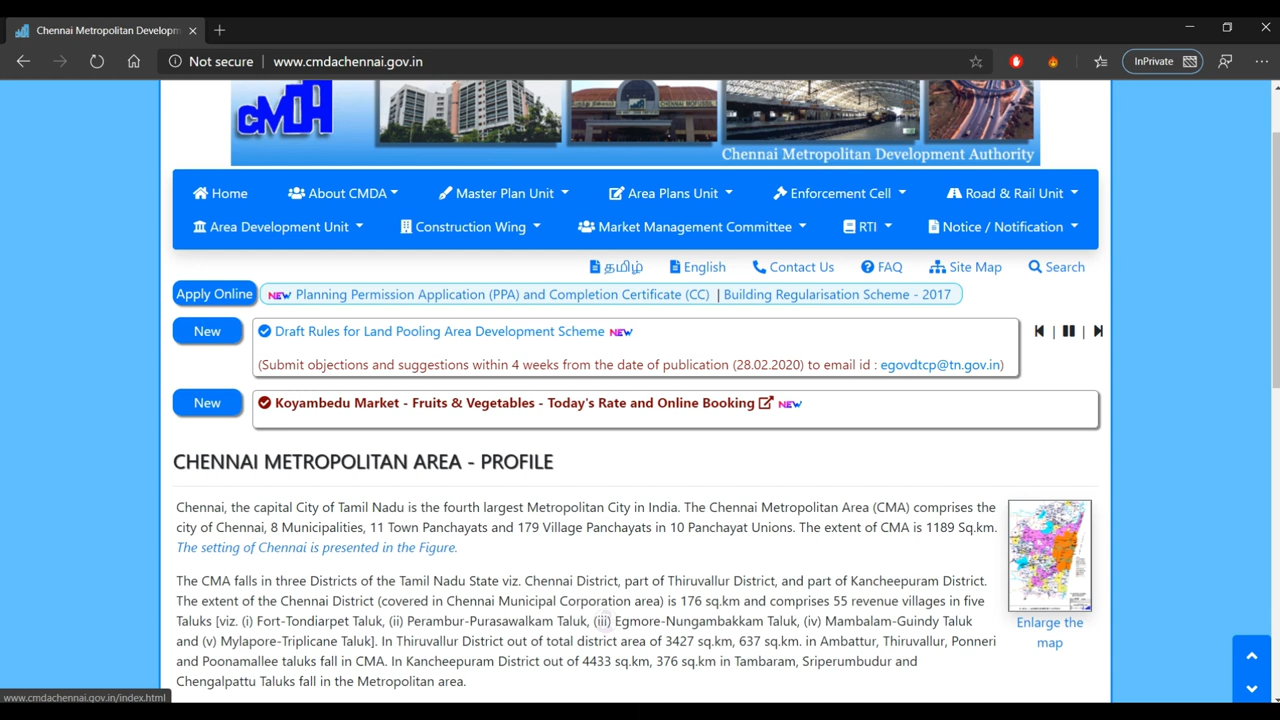 Chennai Metropolitan Developm
Not secure | www.cmdachennai.gov.in
InPrivate
CMDA
Chennai Metropolitan Development Authority
Home About CMDA Master Plan Unit Area Plans Unit Enforcement Cell Road & Rail Unit
Area Development Unit Construction Wing Market Management Committee RTI Notice / Notification
தமிழ் English Contact Us FAQ Site Map Search
Apply Online NEW Planning Permission Application (PPA) and Completion Certificate (CC) | Building Regularisation Scheme - 2017
New Draft Rules for Land Pooling Area Development Scheme NEW
(Submit objections and suggestions within 4 weeks from the date of publication (28.02.2020) to email id : egovdtcp@tn.gov.in)
New Koyambedu Market - Fruits & Vegetables - Today's Rate and Online Booking NEW
CHENNAI METROPOLITAN AREA - PROFILE
Chennai, the capital City of Tamil Nadu is the fourth largest Metropolitan City in India. The Chennai Metropolitan Area (CMA) comprises the
city of Chennai, 8 Municipalities, 11 Town Panchayats and 179 Village Panchayats in 10 Panchayat Unions. The extent of CMA is 1189 Sq.km.
The setting of Chennai is presented in the Figure.
The CMA falls in three Districts of the Tamil Nadu State viz. Chennai District, part of Thiruvallur District, and part of Kancheepuram District.
The extent of the Chennai District (covered in Chennai Municipal Corporation area) is 176 sq.km and comprises 55 revenue villages in five
Taluks [viz. (i) Fort-Tondiarpet Taluk, (ii) Perambur-Purasawalkam Taluk, (iii) Egmore-Nungambakkam Taluk, (iv) Mambalam-Guindy Taluk
and (v) Mylapore-Triplicane Taluk]. In Thiruvallur District out of total district area of 3427 sq.km, 637 sq.km. in Ambattur, Thiruvallur, Ponneri
and Poonamallee taluks fall in CMA. In Kancheepuram District out of 4433 sq.km, 376 sq.km in Tambaram, Sriperumbudur and
Chengalpattu Taluks fall in the Metropolitan area.
Enlarge the
map
www.cmdachennai.gov.in/index.html